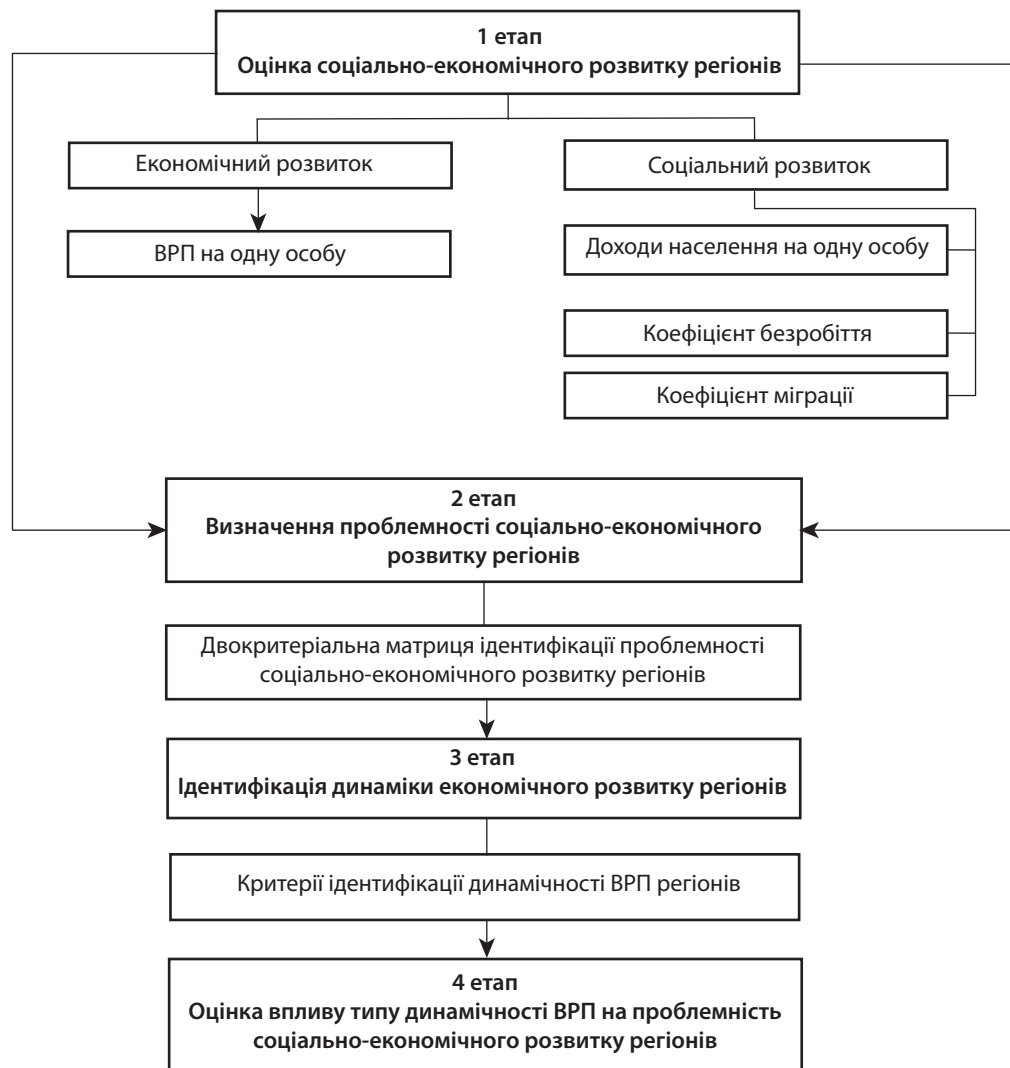 1 етап
Оцінка соціально-економічного розвитку регіонів
Економічний розвиток
ВРП на одну особу
Соціальний розвиток
Доходи населення на одну особу
Коефіцієнт безробіття
Коефіцієнт міграції
2 етап
Визначення проблемності соціально-економічного
розвитку регіонів
Двокритеріальна матриця ідентифікації проблемності
соціально-економічного розвитку регіонів
3 етап
Ідентифікація динаміки економічного розвитку регіонів
Критерії ідентифікації динамічності ВРП регіонів
4 етап
Оцінка впливу типу динамічності ВРП на проблемність
соціально-економічного розвитку регіонів